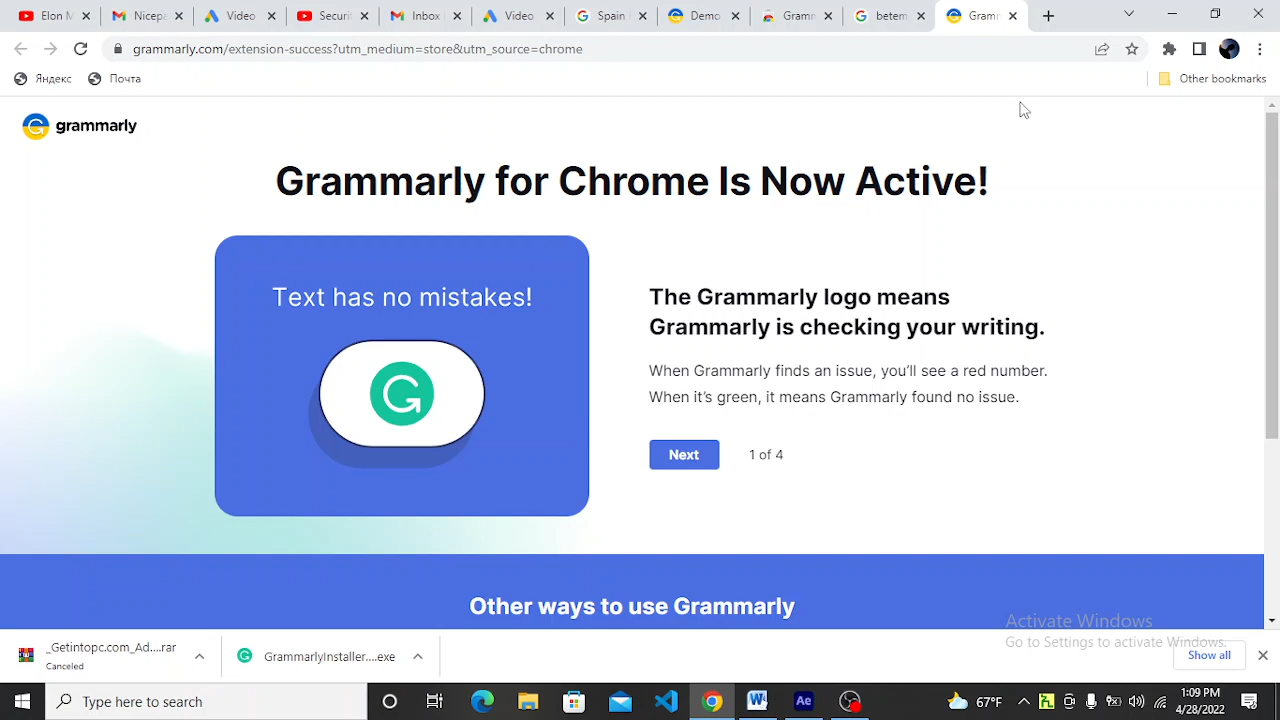 Elon M
Nicep
Video
Elon M
Securit
Inbox
Video
Spain
Demo
Gramr
betem
Gramr
grammarly.com/extension-success?utm_medium=store&utm_source=chrome
Яндекс
Почта
Other bookmarks
grammarly
Grammarly for Chrome Is Now Active!
Text has no mistakes!
The Grammarly logo means
Grammarly is checking your writing.
When Grammarly finds an issue, you'll see a red number.
When it's green, it means Grammarly found no issue.
Next
1 of 4
Other ways to use Grammarly
Activate Windows
Go to Settings to activate Windows.
_Getintopc.com_Ad....rar
Canceled
GrammarlyInstaller....exe
Show all
Type here to search
67°F
1:09 PM
4/28/2022